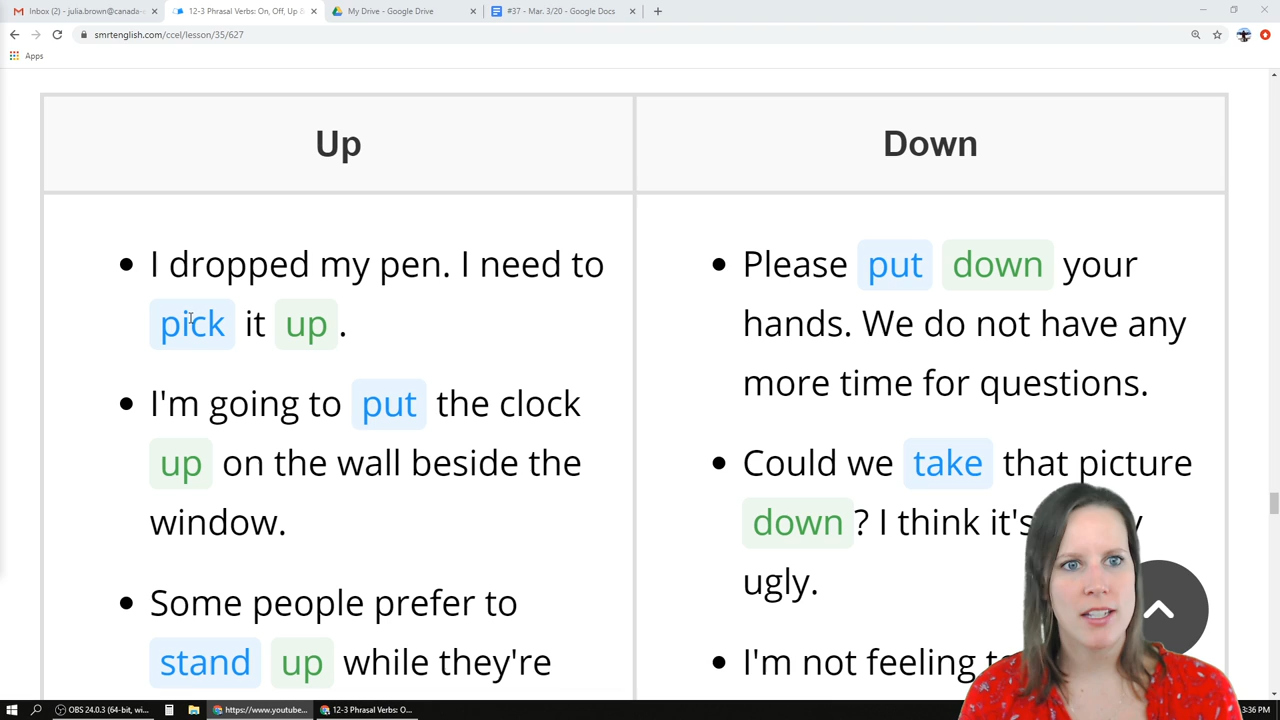 Inbox (2) - julia.brown@canada-
12-3 Phrasal Verbs: On, Off, Up &
My Drive - Google Drive
#37 - Mar. 3/20 - Google Docs
smrtenglish.com/ccel/lesson/35/627
Apps
Up
I dropped my pen. I need to
pick it up .
I'm going to put the clock
up on the wall beside the
window.
Some people prefer to
stand up while they're
Down
Please put down your
hands. We do not have any
more time for questions.
Could we take that picture
down ? I think it's
ugly.
I'm not feeling
OBS 24.0.3 (64-bit, wi...
https://www.youtube...
12-3 Phrasal Verbs: O...
3:36 PM